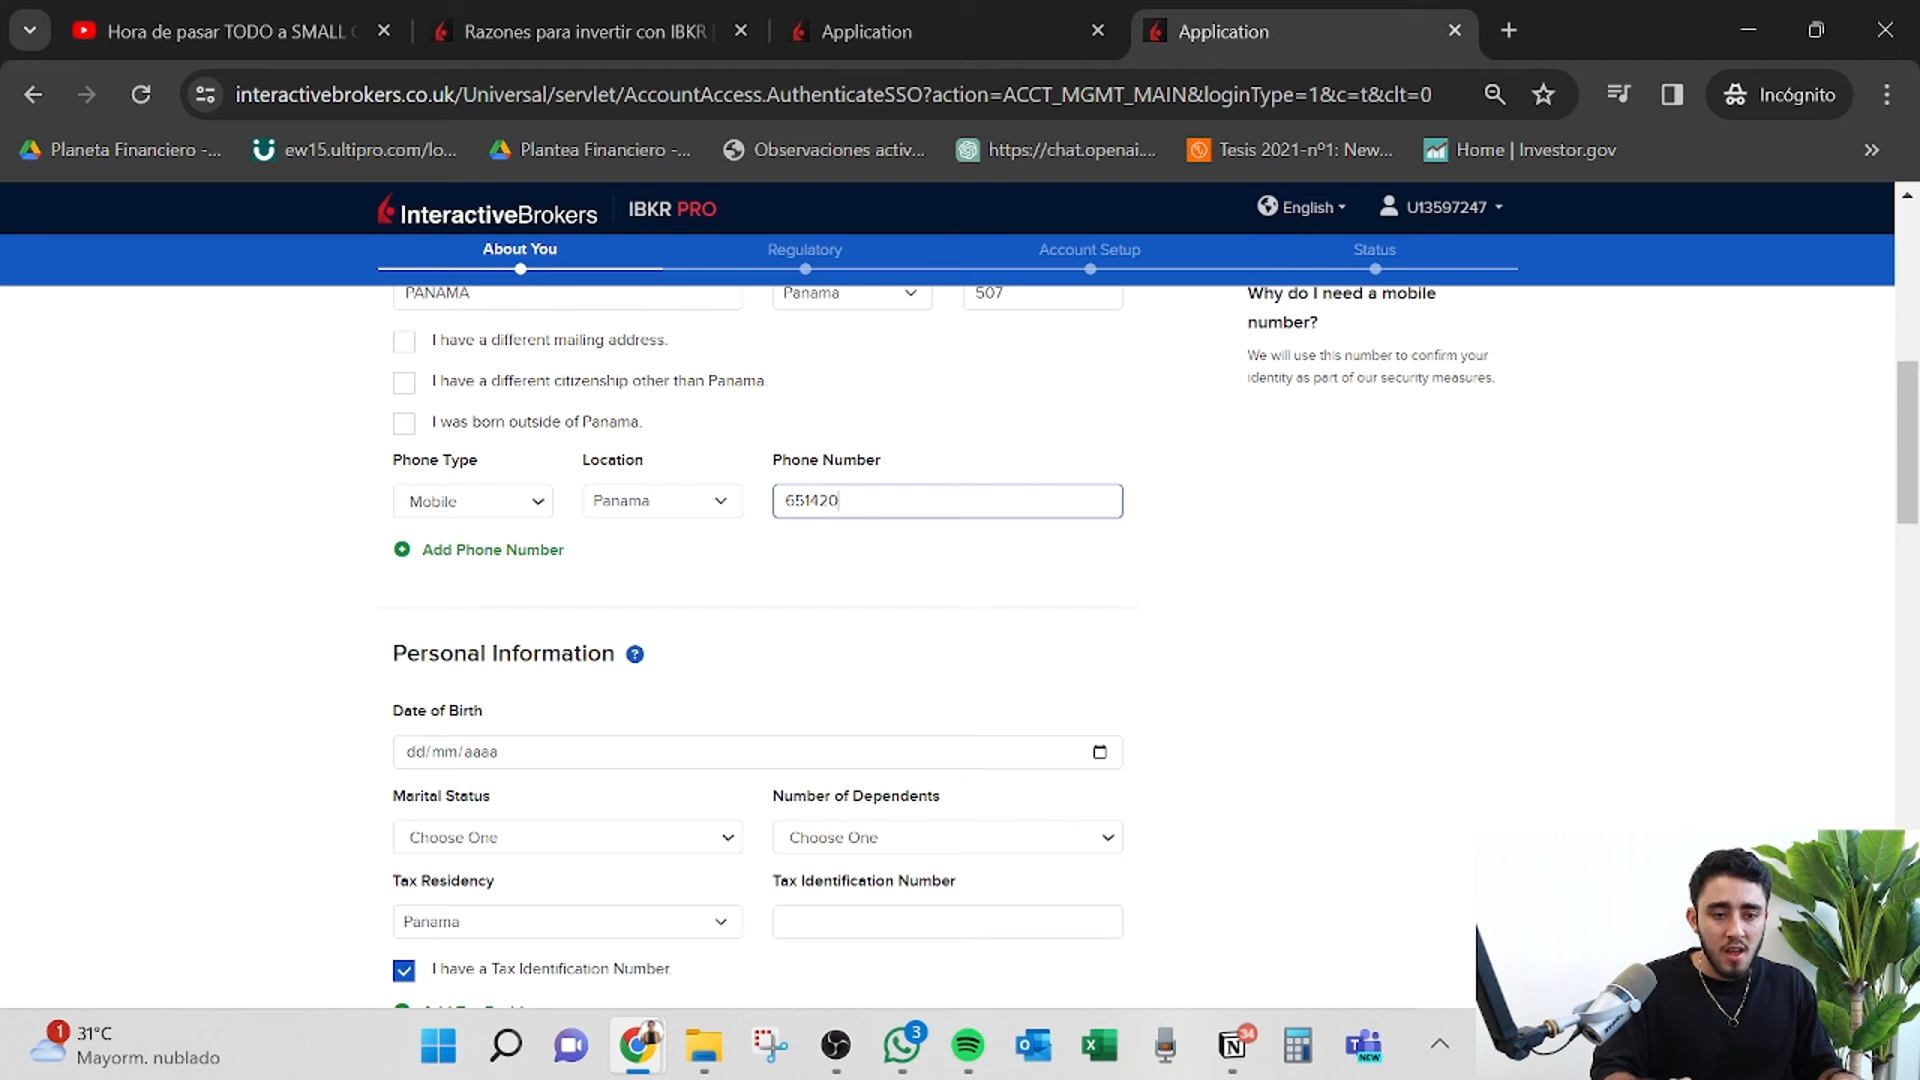 Hora de pasar TODO a SMALL
Razones para invertir con IBKR
Application
Application
interactivebrokers.co.uk/Universal/servlet/AccountAccess.AuthenticateSSO?action=ACCT_MGMT_MAIN&loginType=1&c=t&clt=0
Incógnito
Planeta Financiero -...
ew15.ultipro.com/lo...
Plantea Financiero -...
Observaciones activ...
https://chat.openai....
Tesis 2021-nº1: New...
Home | Investor.gov
InteractiveBrokers
IBKR PRO
English
U13597247
About You
Regulatory
Account Setup
Status
PANAMA
Panama
507
Why do I need a mobile
number?
We will use this number to confirm your
identity as part of our security measures.
I have a different mailing address.
I have a different citizenship other than Panama.
I was born outside of Panama.
Phone Type
Location
Phone Number
Mobile
Panama
651420
Add Phone Number
Personal Information
Date of Birth
dd/mm/aaaa
Marital Status
Number of Dependents
Choose One
Choose One
Tax Residency
Tax Identification Number
Panama
I have a Tax Identification Number.
1
31°C
Mayorm. nublado
3
34
NEW